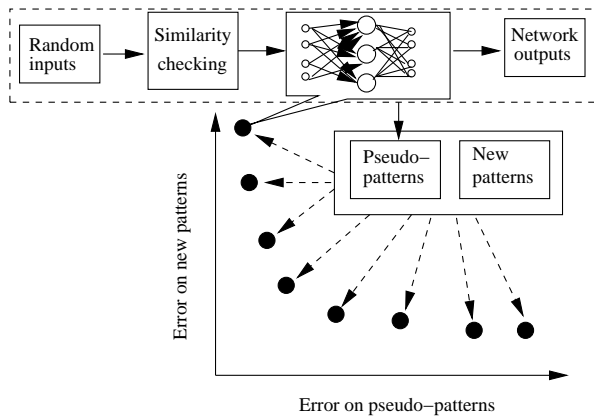 Random
inputs
Similarity
checking
Network
outputs
Pseudo−
patterns
New
patterns
Error on new patterns
Error on pseudo−patterns